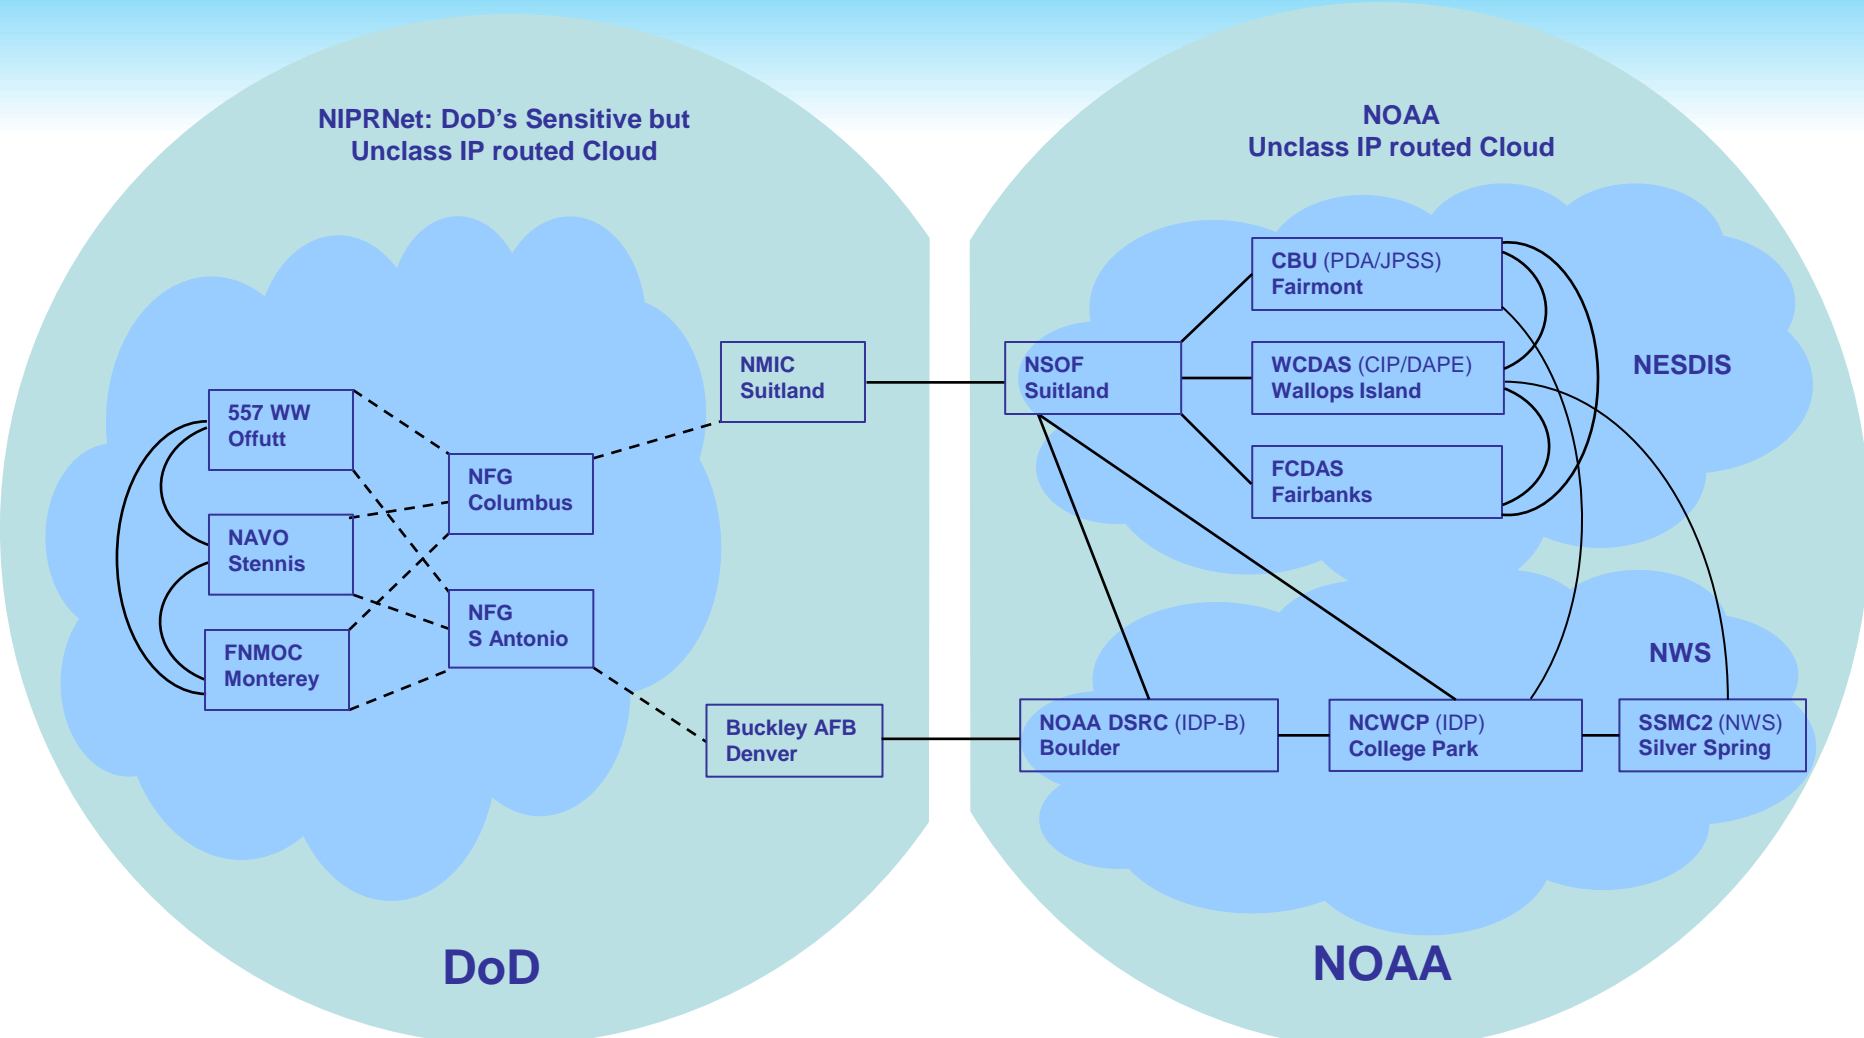 NIPRNet: DoD's Sensitive but
Unclass IP routed Cloud
557 WW
Offutt
NAVO
Stennis
FNMOC
Monterey
NFG
Columbus
NFG
S Antonio
NMIC
Suitland
Buckley AFB
Denver
DoD
NOAA
Unclass IP routed Cloud
NSOF
Suitland
CBU (PDA/JPSS)
Fairmont
WCDAS (CIP/DAPE)
Wallops Island
FCDAS
Fairbanks
NESDIS
NWS
NOAA DSRC (IDP-B)
Boulder
NCWCP (IDP)
College Park
SSMC2 (NWS)
Silver Spring
NOAA